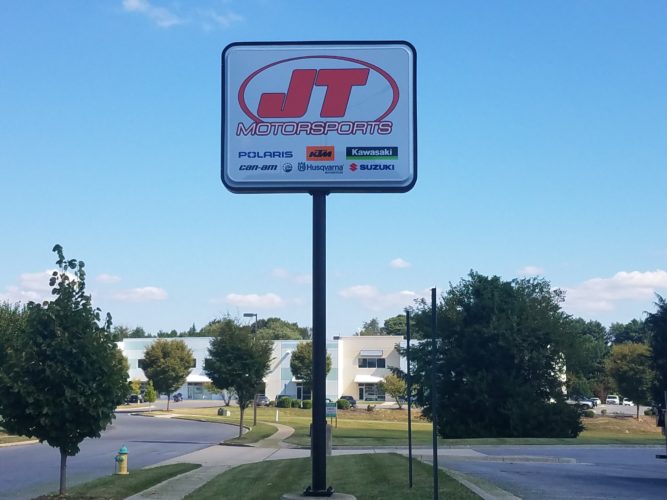 JT
MOTORSPORTS
POLARIS KTM Kawasaki
can-am Husqvarna SUZUKI